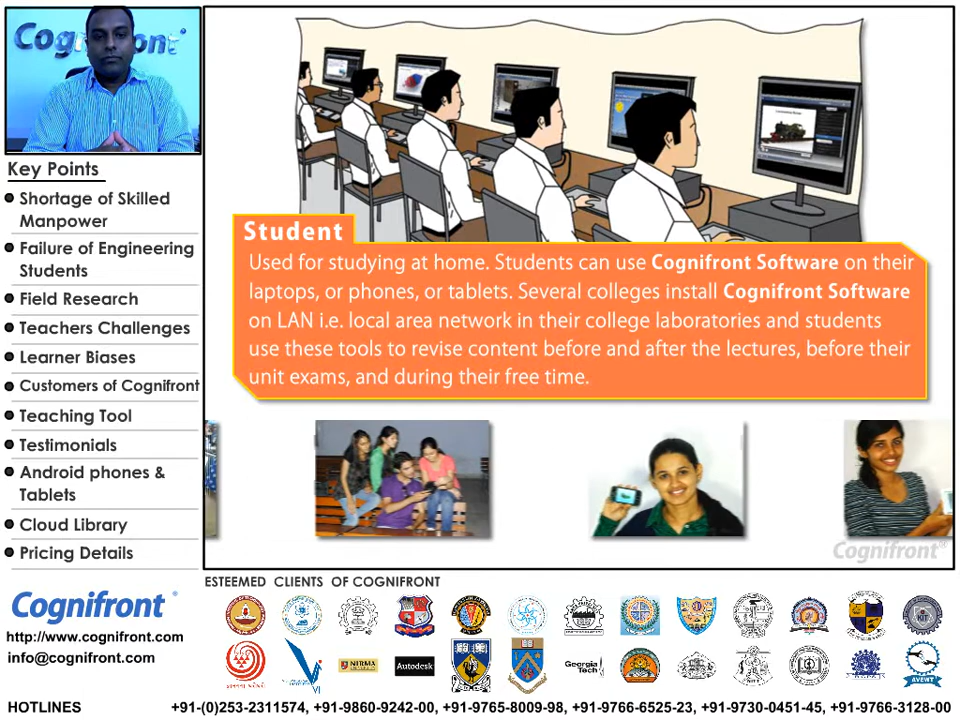 Cognifront
Key Points
Shortage of Skilled
Manpower
Failure of Engineering
Students
Field Research
Teachers Challenges
Learner Biases
Customers of Cognifront
Teaching Tool
Testimonials
Android phones &
Tablets
Cloud Library
Pricing Details
Cognifront
http://www.cognifront.com
info@cognifront.com
Student
Used for studying at home. Students can use Cognifront Software on their
laptops, or phones, or tablets. Several colleges install Cognifront Software
on LAN i.e. local area network in their college laboratories and students
use these tools to revise content before and after the lectures, before their
unit exams, and during their free time.
Cognifront
ESTEEMED CLIENTS OF COGNIFRONT
NIRMA
Autodesk
Georgia
Tech
AVENT
HOTLINES +91-(0)253-2311574, +91-9860-9242-00, +91-9765-8009-98, +91-9766-6525-23, +91-9730-0451-45, +91-9766-3128-00